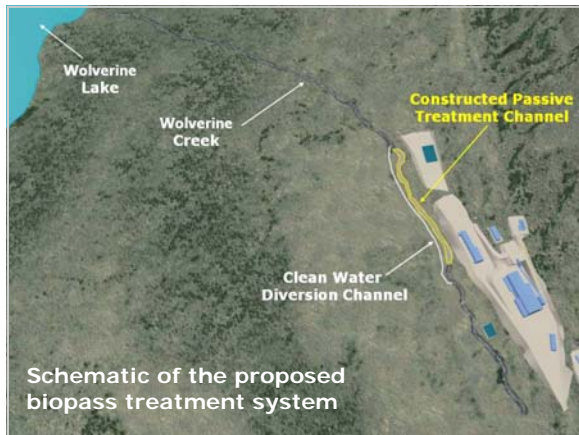 Wolverine
Lake
Wolverine
Creek
Constructed Passive
Treatment Channel
Clean Water
Diversion Channel
Schematic of the proposed
biopass treatment system